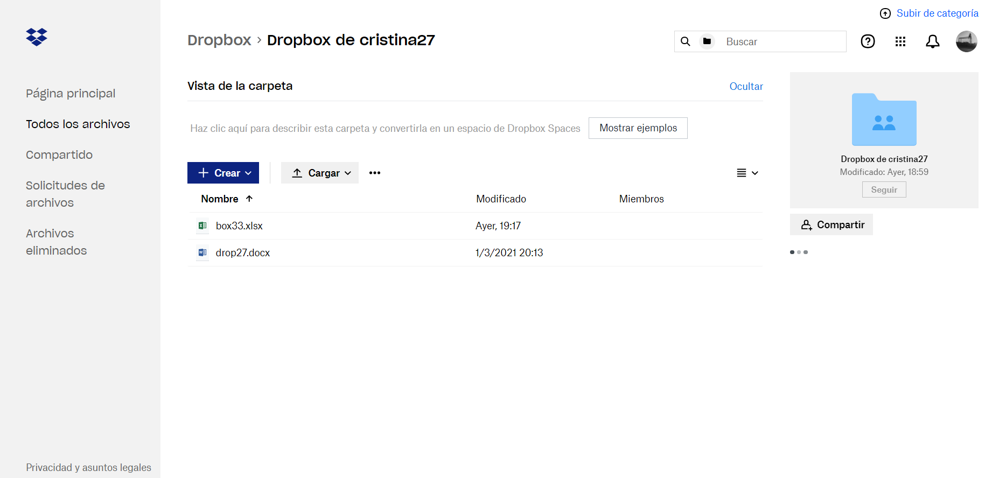 Subir de categoría
Dropbox › Dropbox de cristina27
Buscar
Página principal
Todos los archivos
Compartido
Solicitudes de
archivos
Archivos
eliminados
Privacidad y asuntos legales
Vista de la carpeta
Ocultar
Haz clic aquí para describir esta carpeta y convertirla en un espacio de Dropbox Spaces
Mostrar ejemplos
Crear
Cargar
Nombre Modificado Miembros
box33.xlsx Ayer, 19:17
drop27.docx 1/3/2021 20:13
Dropbox de cristina27
Modificado: Ayer, 18:59
Seguir
Compartir